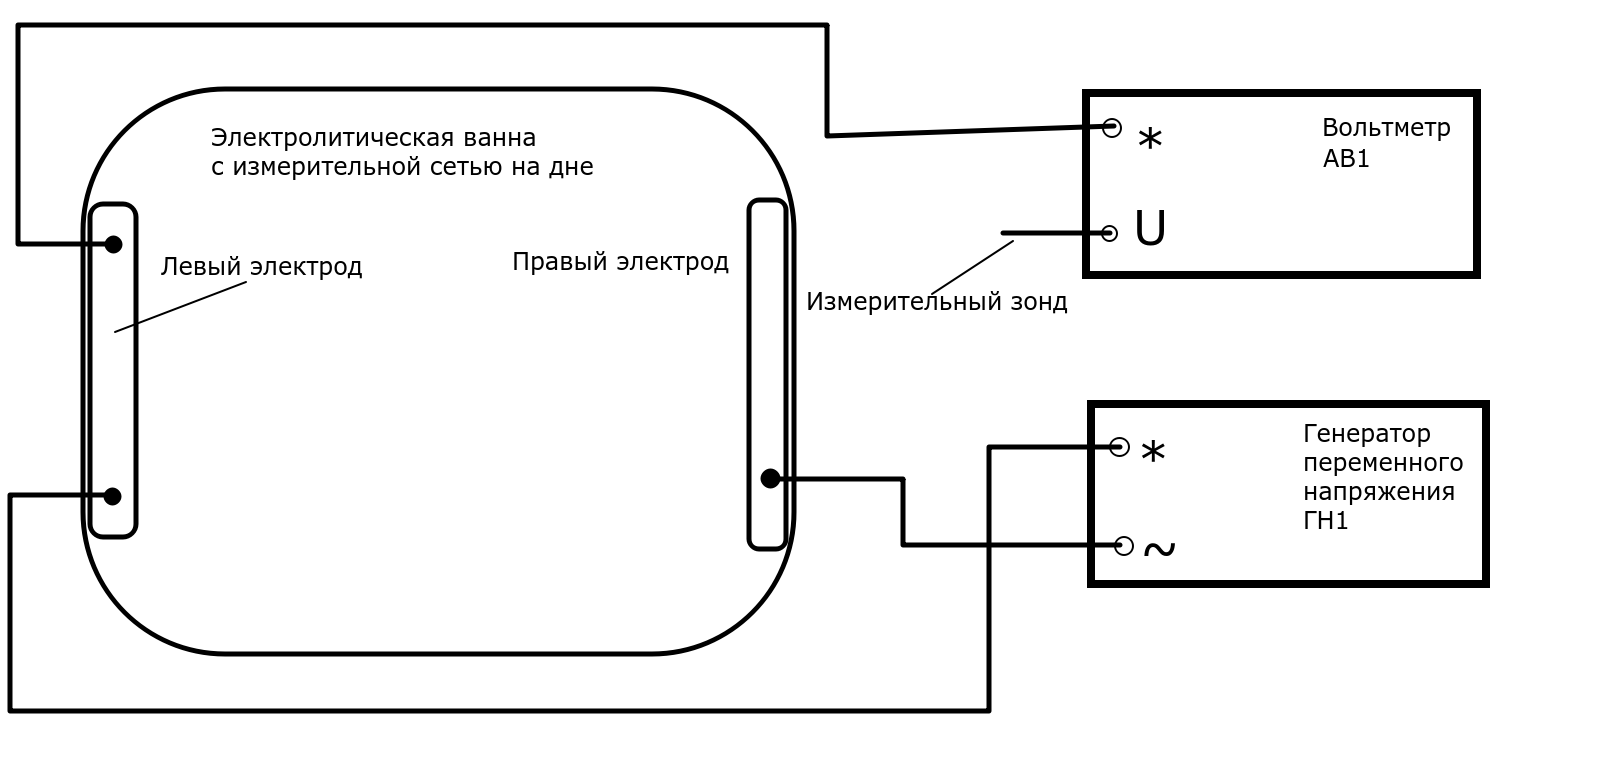 Электролитическая ванна
с измерительной сетью на дне
Левый электрод
Правый электрод
Измерительный зонд
*
U
Вольтметр
АВ1
*
~
Генератор
переменного
напряжения
ГН1